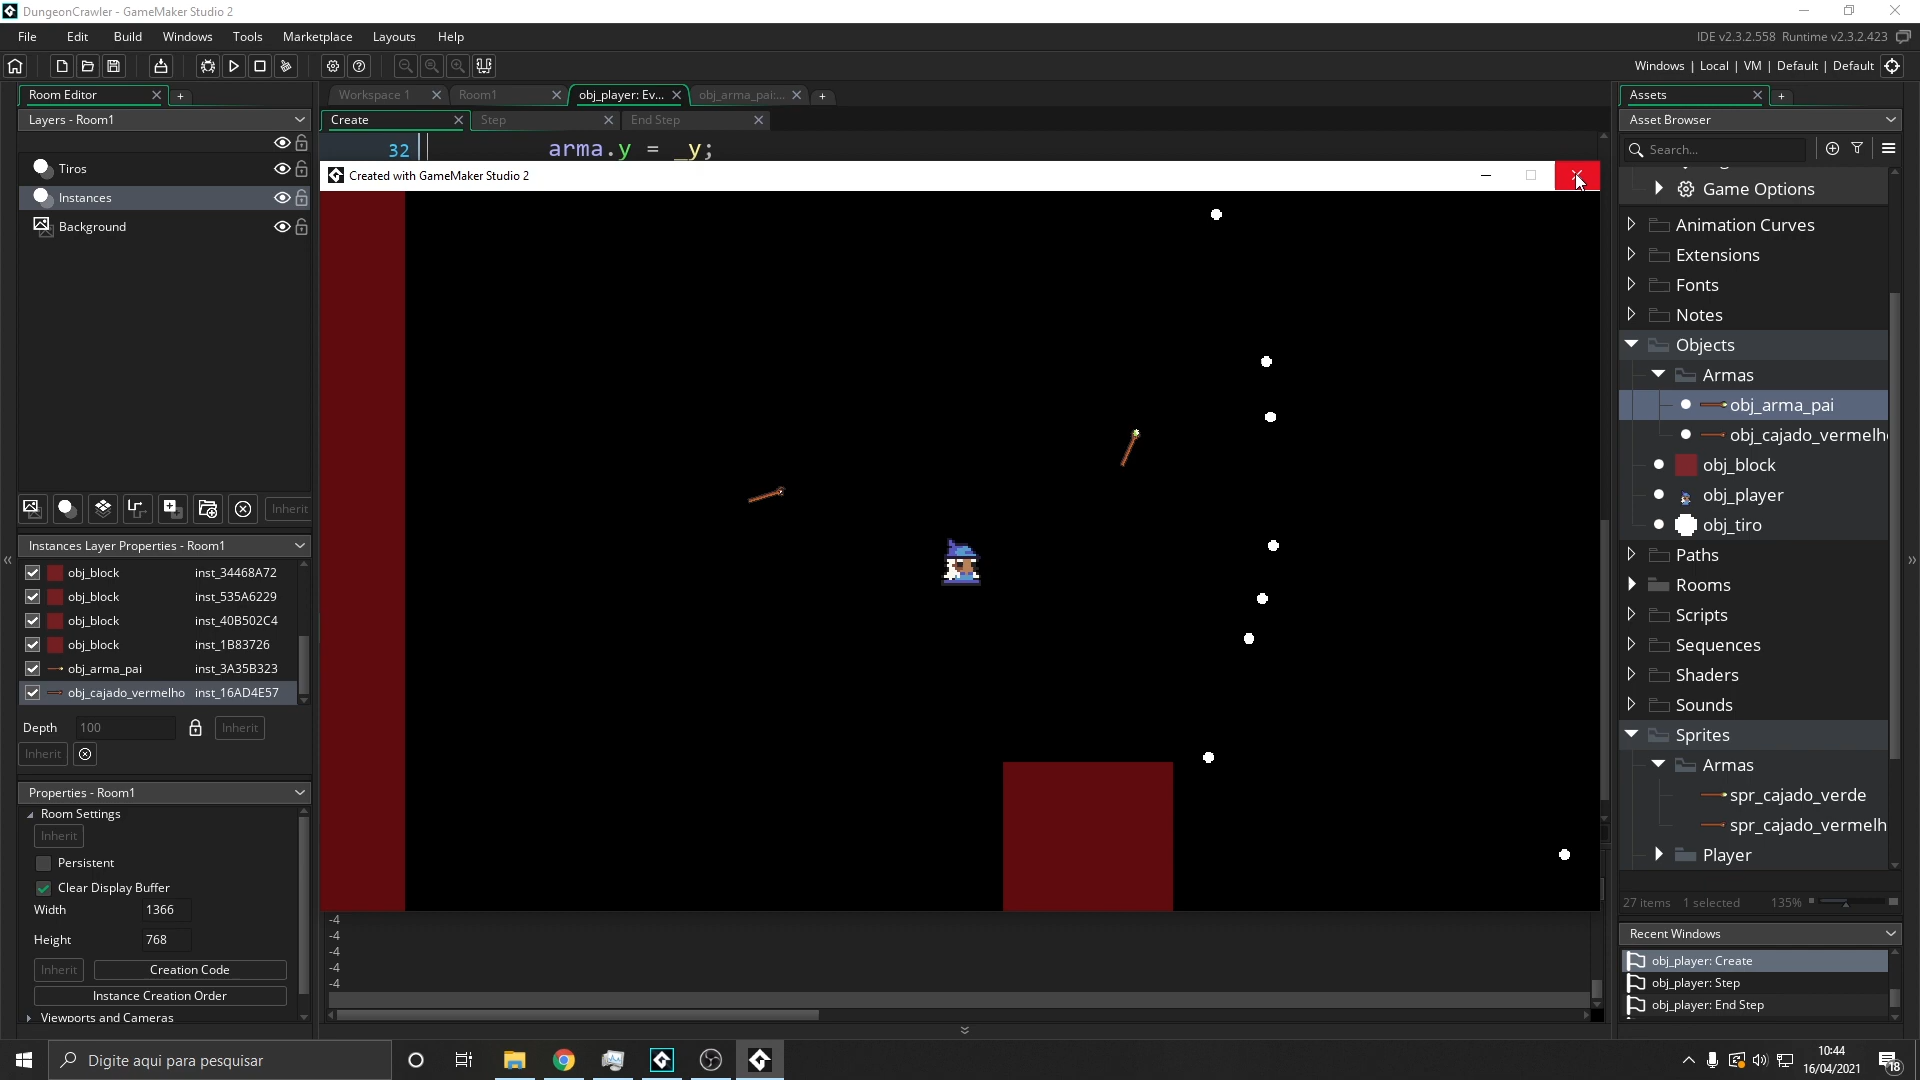 DungeonCrawler - GameMaker Studio 2
File Edit Build Windows Tools Marketplace Layouts Help
IDE v2.3.2.558 Runtime v2.3.2.423
Windows | Local | VM | Default | Default
Room Editor
Layers - Room1
Tiros
Instances
Background
Inherit
Instances Layer Properties - Room1
obj_block inst_34468A72
obj_block inst_535A6229
obj_block inst_40B502C4
obj_block inst_1B83726
obj_arma_pai inst_3A35B323
obj_cajado_vermelho inst_16AD4E57
Depth 100 Inherit
Inherit
Properties - Room1
Room Settings
Inherit
Persistent
Clear Display Buffer
Width 1366
Height 768
Inherit Creation Code
Instance Creation Order
Viewports and Cameras
Workspace 1 Room1 obj_player: Ev... obj_arma_pai:...
Create Step End Step
32 arma.y = _y;
Created with GameMaker Studio 2
-4
-4
-4
-4
-4
Assets
Asset Browser
Search...
Game Options
Animation Curves
Extensions
Fonts
Notes
Objects
Armas
obj_arma_pai
obj_cajado_vermelh
obj_block
obj_player
obj_tiro
Paths
Rooms
Scripts
Sequences
Shaders
Sounds
Sprites
Armas
spr_cajado_verde
spr_cajado_vermelh
Player
27 items 1 selected 135%
Recent Windows
obj_player: Create
obj_player: Step
obj_player: End Step
Digite aqui para pesquisar
10:44
16/04/2021
18